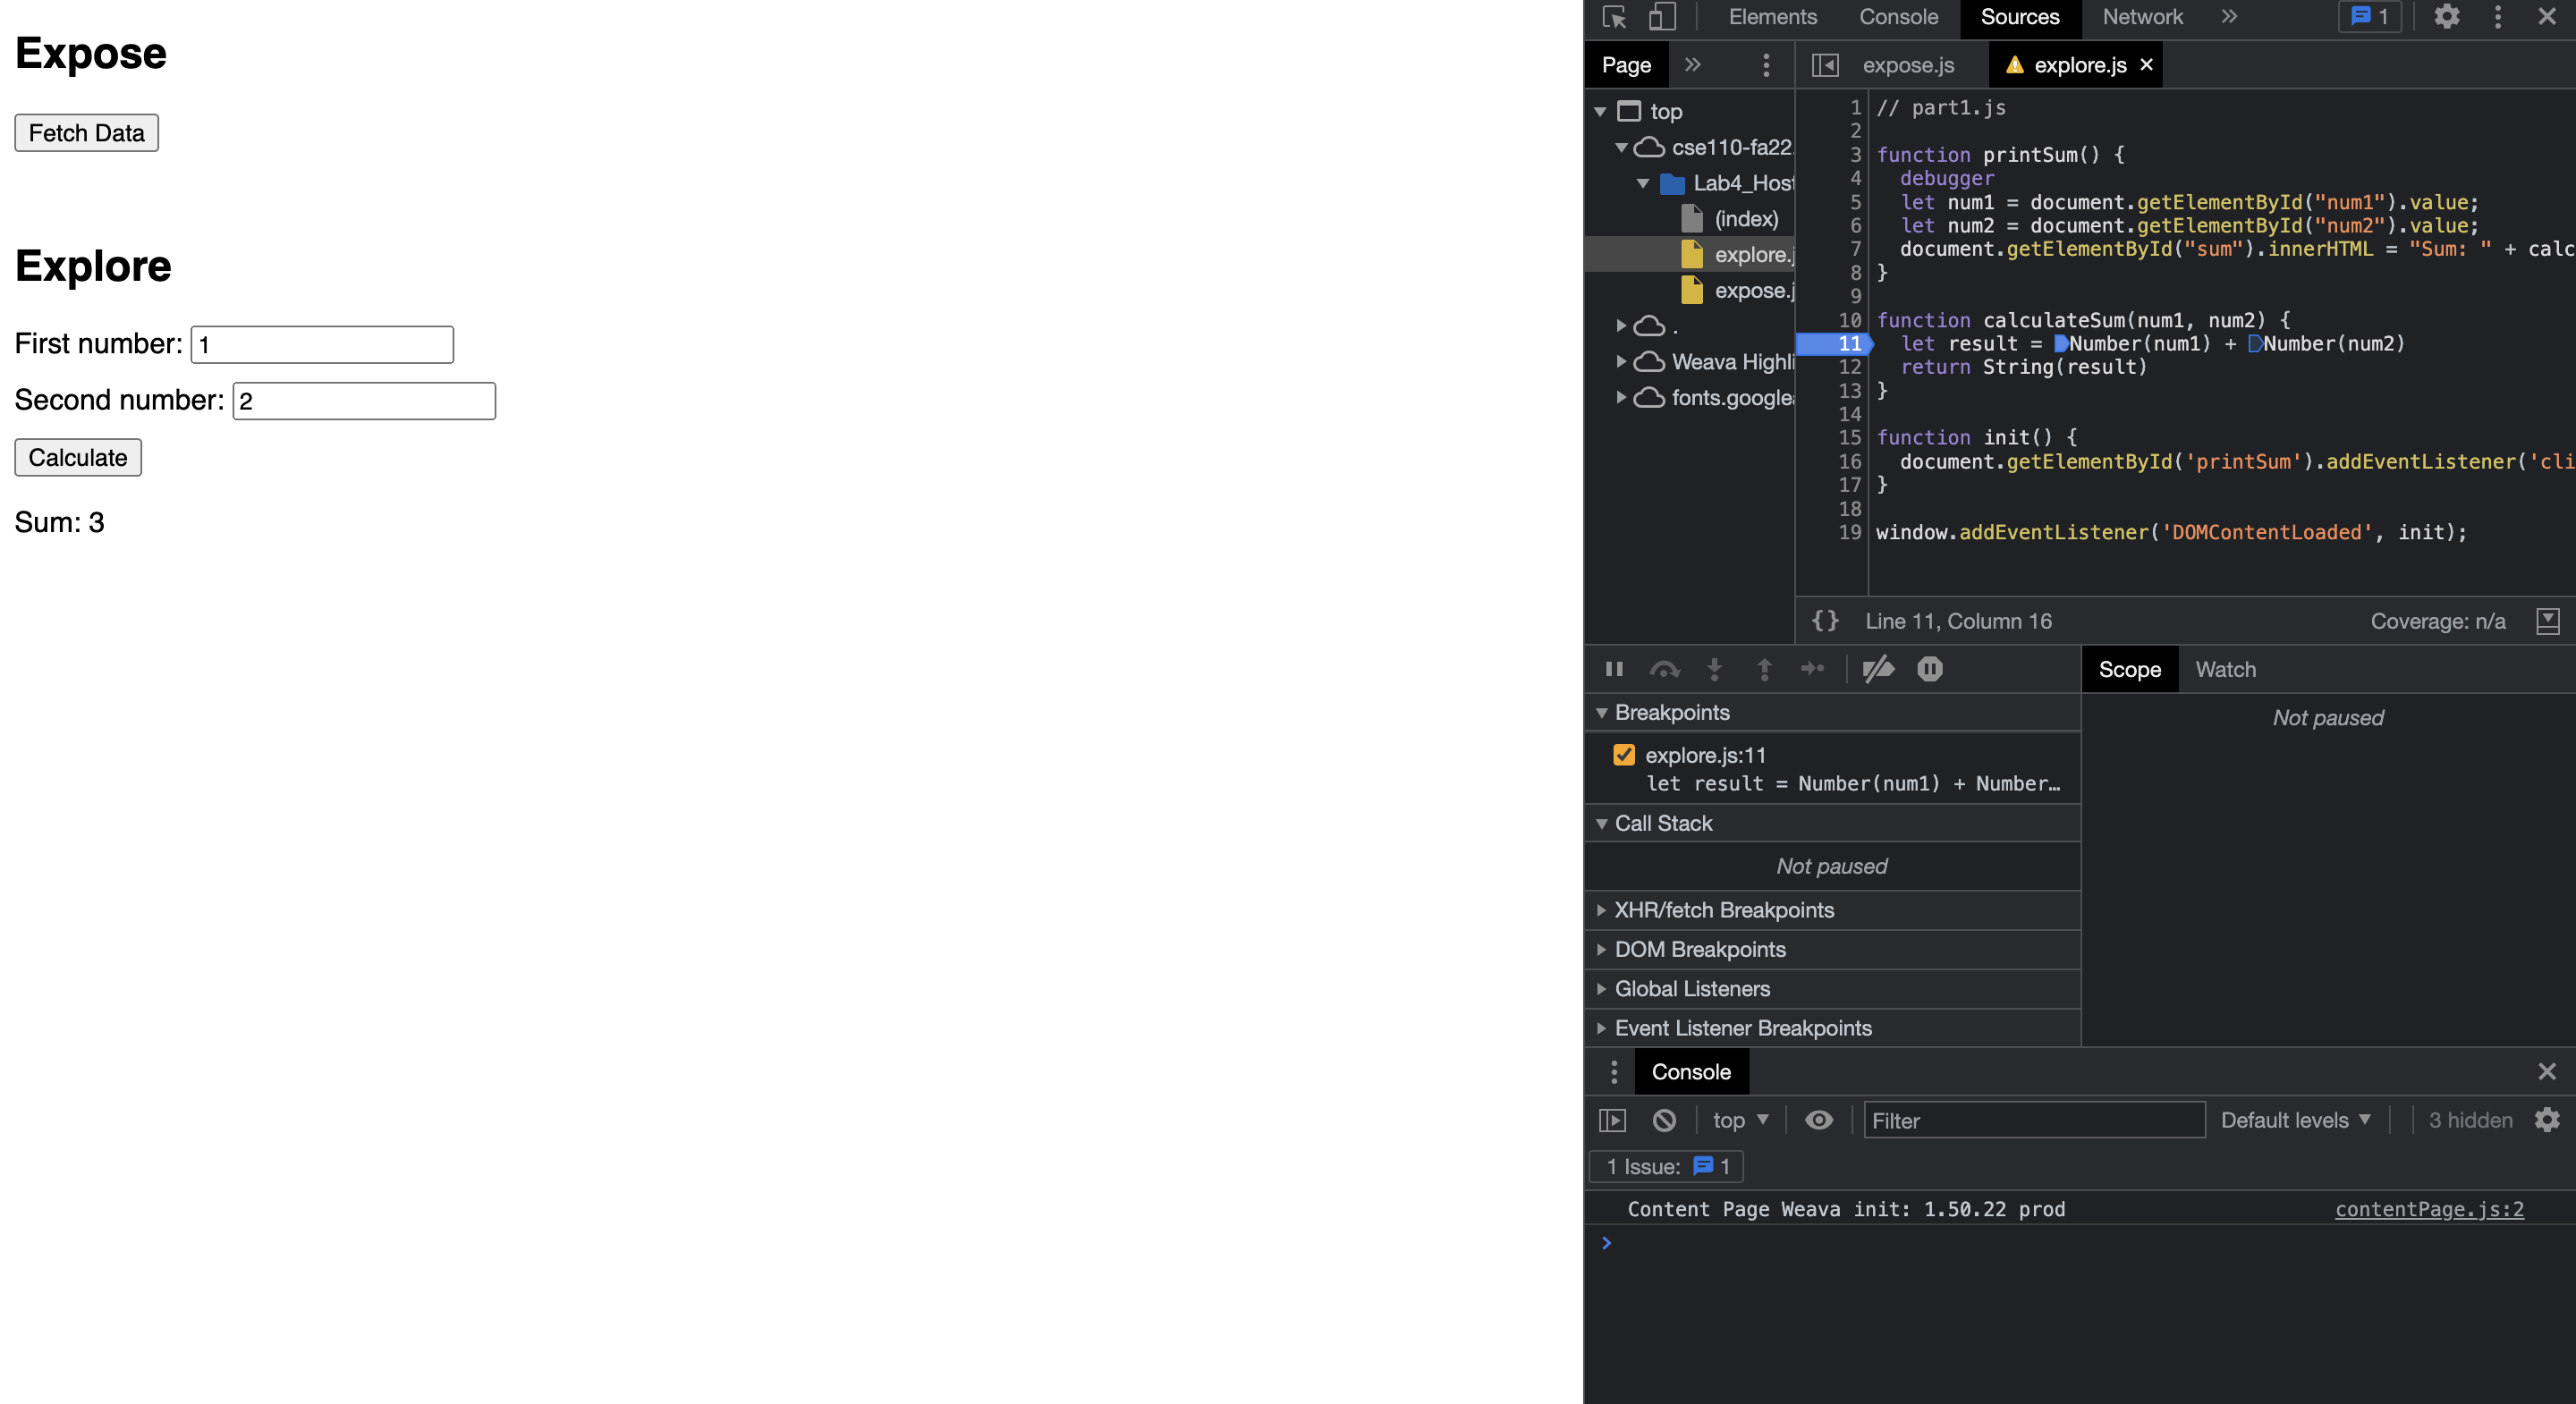 Expose
Fetch Data
Explore
First number: 1
Second number: 2
Calculate
Sum: 3
Elements Console Sources Network 1
Page
expose.js explore.js
top
cse110-fa22.
Lab4_Host
(index)
explore.j
expose.j
.
Weava Highli
fonts.googlea
1 // part1.js
2
3 function printSum() {
4 debugger
5 let num1 = document.getElementById("num1").value;
6 let num2 = document.getElementById("num2").value;
7 document.getElementById("sum").innerHTML = "Sum: " + calc
8 }
9
10 function calculateSum(num1, num2) {
11 let result = Number(num1) + Number(num2)
12 return String(result)
13 }
14
15 function init() {
16 document.getElementById('printSum').addEventListener('cli
17 }
18
19 window.addEventListener('DOMContentLoaded', init);
{} Line 11, Column 16 Coverage: n/a
Scope Watch
Not paused
Breakpoints
explore.js:11
let result = Number(num1) + Number…
Call Stack
Not paused
XHR/fetch Breakpoints
DOM Breakpoints
Global Listeners
Event Listener Breakpoints
Console
top Filter Default levels 3 hidden
1 Issue: 1
Content Page Weava init: 1.50.22 prod contentPage.js:2